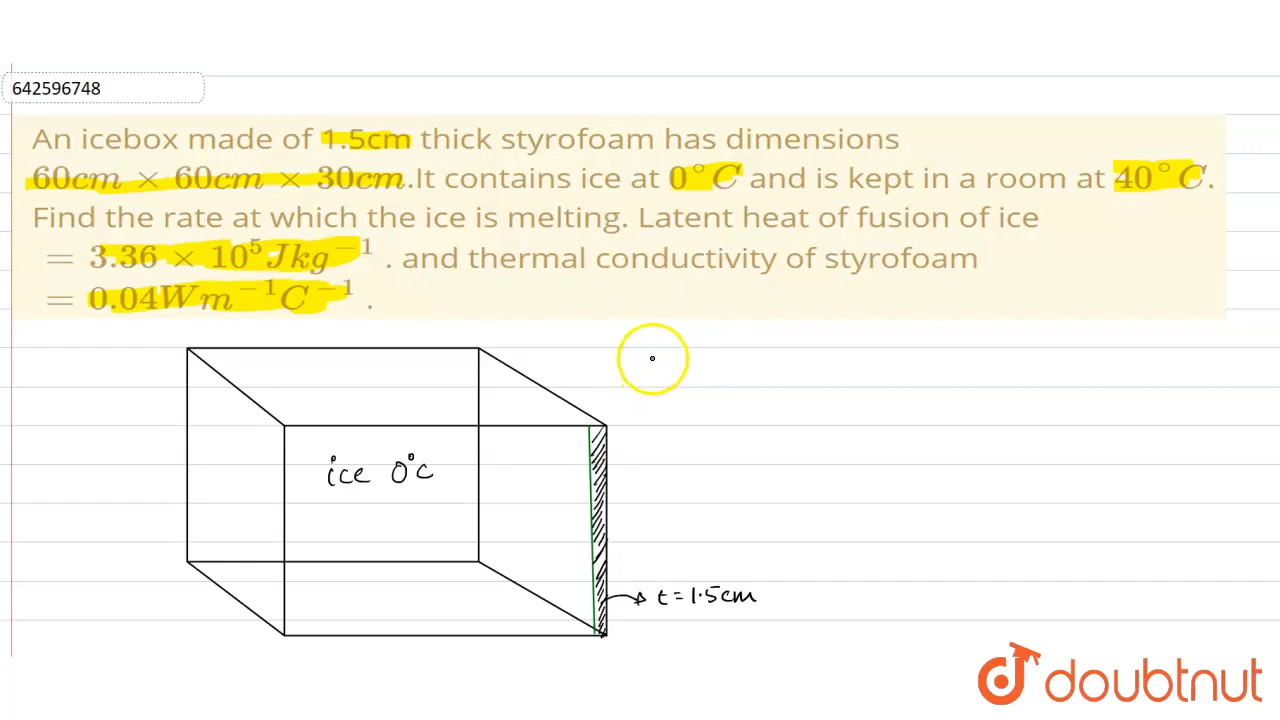 642596748
An icebox made of 1.5cm thick styrofoam has dimensions
60cm × 60cm × 30cm.It contains ice at 0°C and is kept in a room at 40°C.
Find the rate at which the ice is melting. Latent heat of fusion of ice
= 3.36 × 10⁵Jkg⁻¹ . and thermal conductivity of styrofoam
= 0.04Wm⁻¹C⁻¹ .
ice 0°c
t = 1.5cm
doubtnut